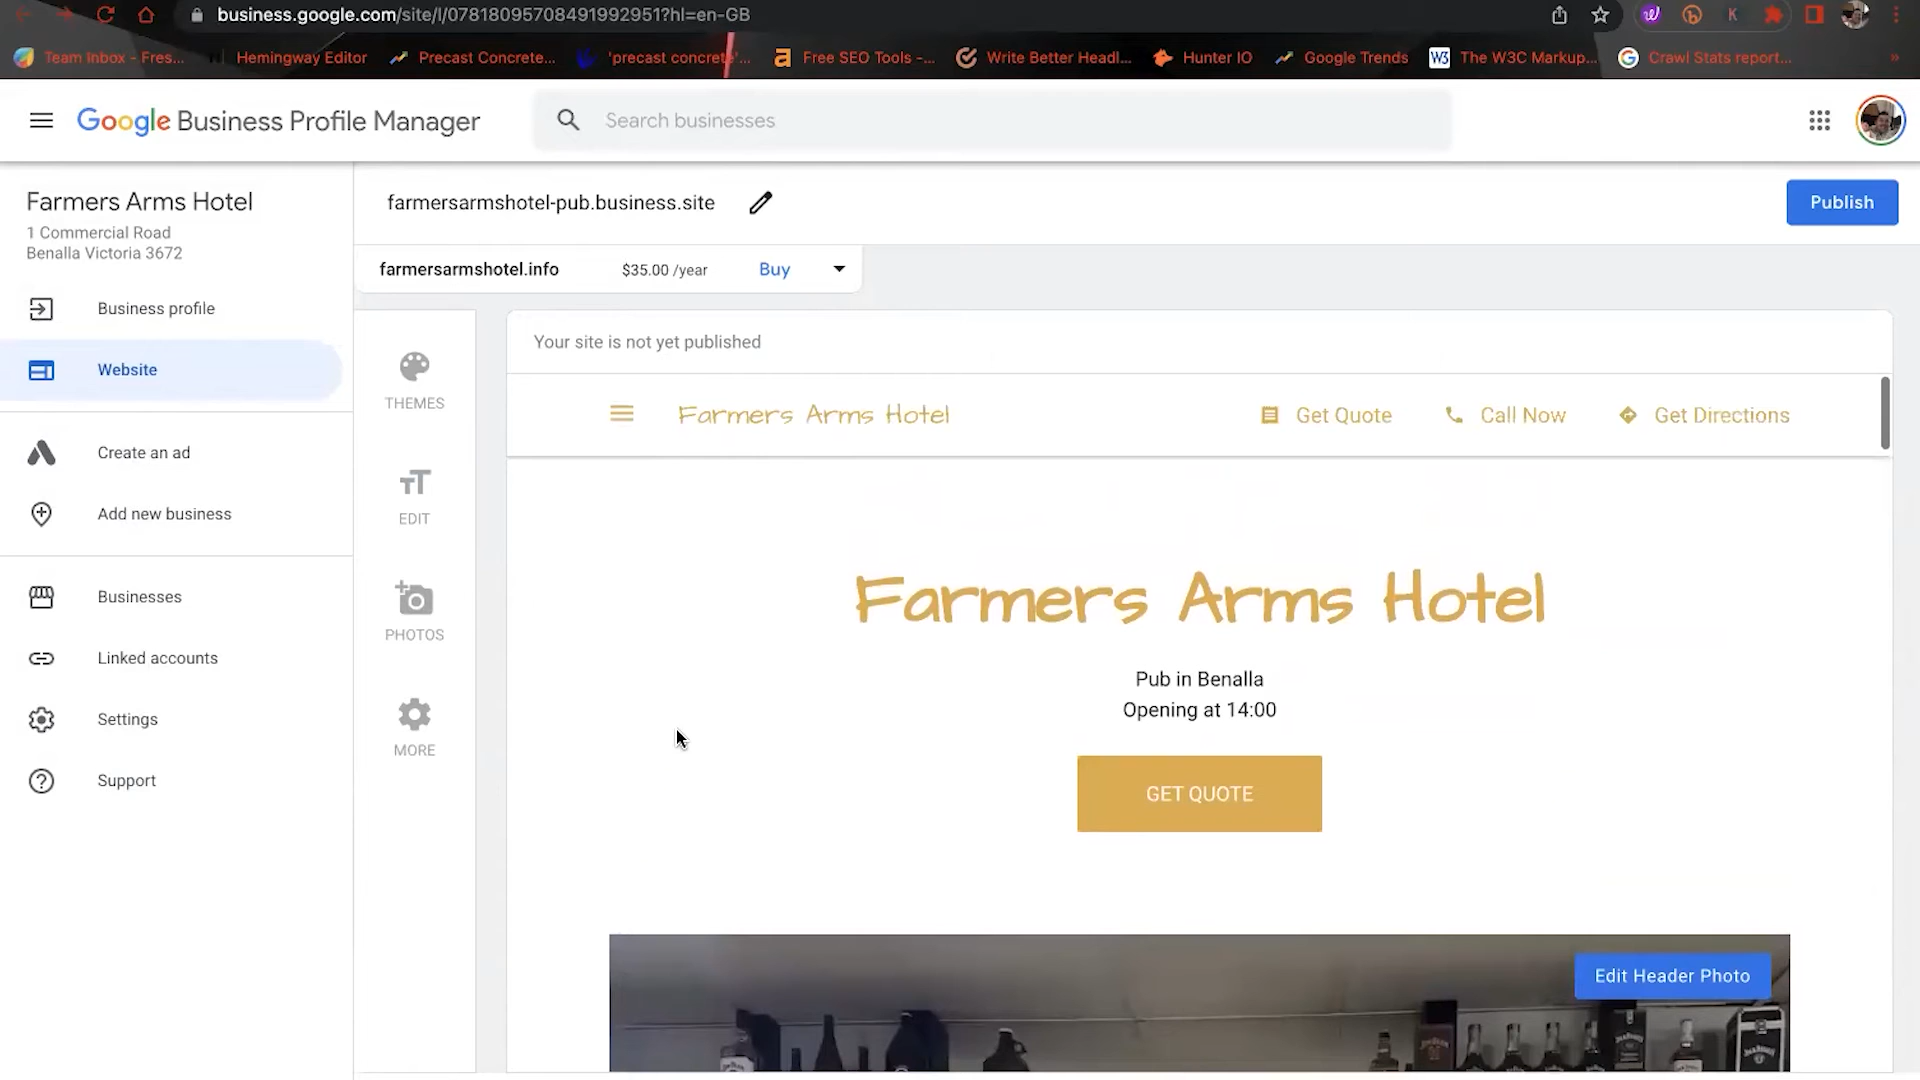 business.google.com/site/l/07818095708491992951?hl=en-GB
Team Inbox - Fres...
Hemingway Editor
Precast Concrete...
'precast concrete'...
Free SEO Tools -...
Write Better Headl...
Hunter IO
Google Trends
The W3C Markup...
Crawl Stats report...
»
Google Business Profile Manager
Search businesses
Farmers Arms Hotel
1 Commercial Road
Benalla Victoria 3672
farmersarmshotel-pub.business.site
Publish
farmersarmshotel.info $35.00 /year Buy
Business profile
Website
Create an ad
Add new business
Businesses
Linked accounts
Settings
Support
THEMES
EDIT
PHOTOS
MORE
Your site is not yet published
Farmers Arms Hotel
Get Quote
Call Now
Get Directions
Farmers Arms Hotel
Pub in Benalla
Opening at 14:00
GET QUOTE
Edit Header Photo